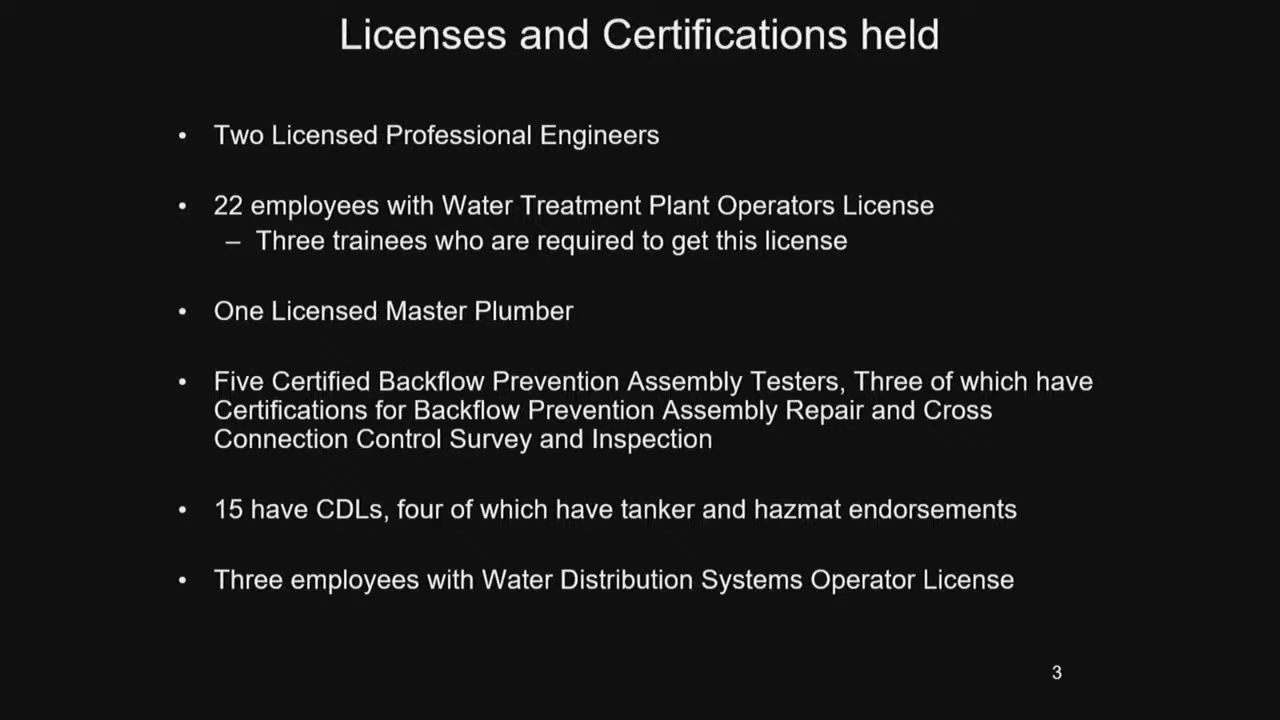 Licenses and Certifications held
• Two Licensed Professional Engineers
• 22 employees with Water Treatment Plant Operators License
– Three trainees who are required to get this license
• One Licensed Master Plumber
• Five Certified Backflow Prevention Assembly Testers, Three of which have
Certifications for Backflow Prevention Assembly Repair and Cross
Connection Control Survey and Inspection
• 15 have CDLs, four of which have tanker and hazmat endorsements
• Three employees with Water Distribution Systems Operator License
3